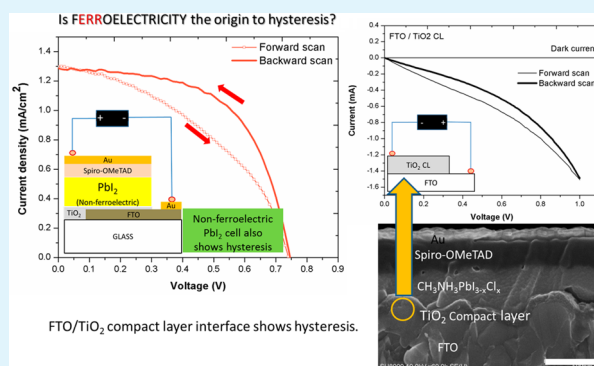 Is FERROELECTRICITY the origin to hysteresis?
1.4
1.2
1.0
0.8
0.6
0.4
0.2
0.0
Current density (mA/cm²)
Forward scan
Backward scan
+ -
Au
Spiro-OMeTAD
PbI₂
(Non-ferroelectric)
TiO₂
FTO
Au
GLASS
Non-ferroelectric
PbI₂ cell also
shows hysteresis
0.0 0.1 0.2 0.3 0.4 0.5 0.6 0.7 0.8 0.9
Voltage (V)
FTO/TiO₂ compact layer interface shows hysteresis.
0.0
-0.2
-0.4
-0.6
-0.8
-1.0
-1.2
-1.4
-1.6
Current (mA)
FTO / TiO2 CL
Dark current
Forward scan
Backward scan
- +
TiO₂ CL
FTO
0.0 0.2 0.4 0.6 0.8 1.0
Voltage (V)
Au
Spiro-OMeTAD
CH₃NH₃PbI₃₋ₓClₓ
TiO₂ Compact layer
FTO